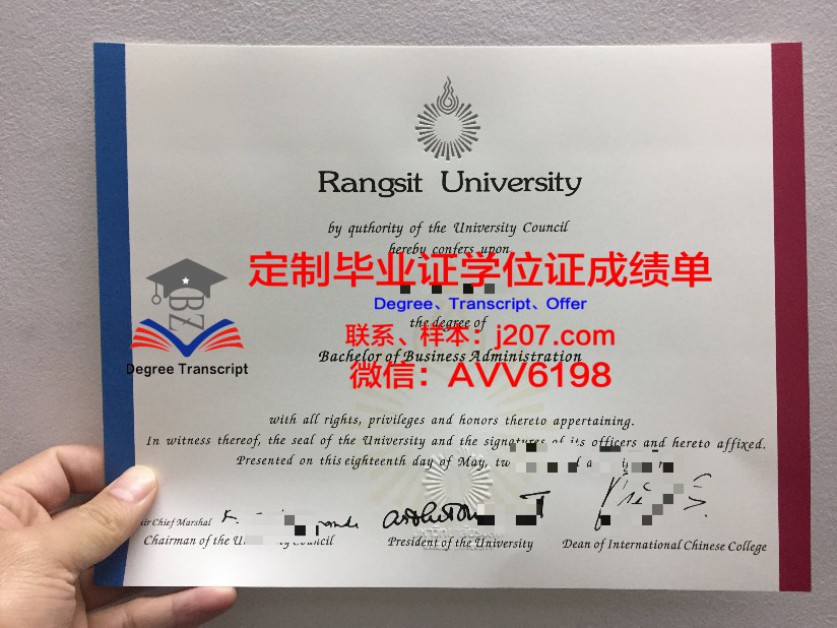 Rangsit University
by quthority of the University Council
hereby confers upon
定制毕业证学位证成绩单
BZ
Degree、Transcript、Offer
the degree of
联系、样本：j207.com
Bachelor of Business Administration
Degree Transcript
微信：AVV6198
with all rights, privileges and honors thereto appertaining.
In witness thereof, the seal of the University and the signatures of its officers and hereto affixed.
Presented on this eighteenth day of May, tw
Air Chief Marshal
Chairman of the Council
President of the University
Dean of International Chinese College